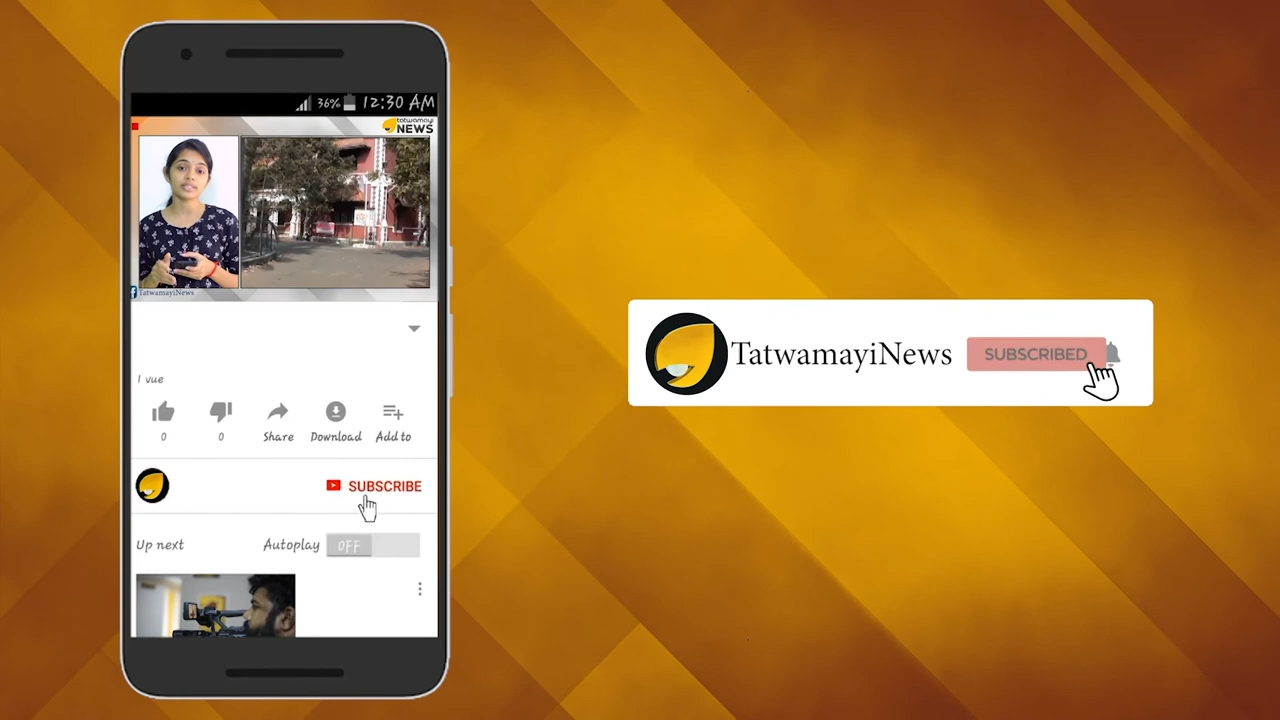 36% 12:30 AM
tatwamayi
NEWS
TatwamayiNews
1 vue
0 0 Share Download Add to
SUBSCRIBE
Up next Autoplay OFF
TatwamayiNews SUBSCRIBED